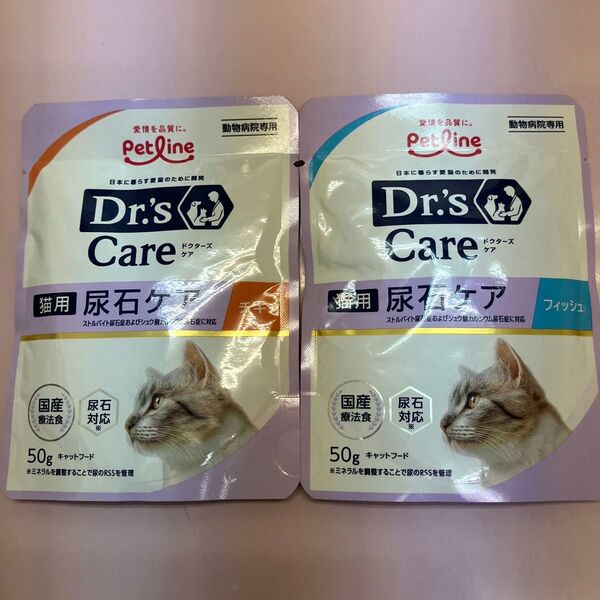 愛情を品質に。
Petline
動物病院専用
日本に暮らす愛猫のために開発
Dr.'s
Care
ドクターズ
ケア
猫用 尿石ケア
チキン
ストルバイト尿石症およびシュウ酸カルシウム尿石症に対応
国産
療法食
尿石
対応
※
50g キャットフード
※ミネラルを調整することで尿のRSSを管理
愛情を品質に。
Petline
動物病院専用
日本に暮らす愛猫のために開発
Dr.'s
Care
ドクターズ
ケア
猫用 尿石ケア
フィッシュ
ストルバイト尿石症およびシュウ酸カルシウム尿石症に対応
国産
療法食
尿石
対応
※
50g キャットフード
※ミネラルを調整することで尿のRSSを管理